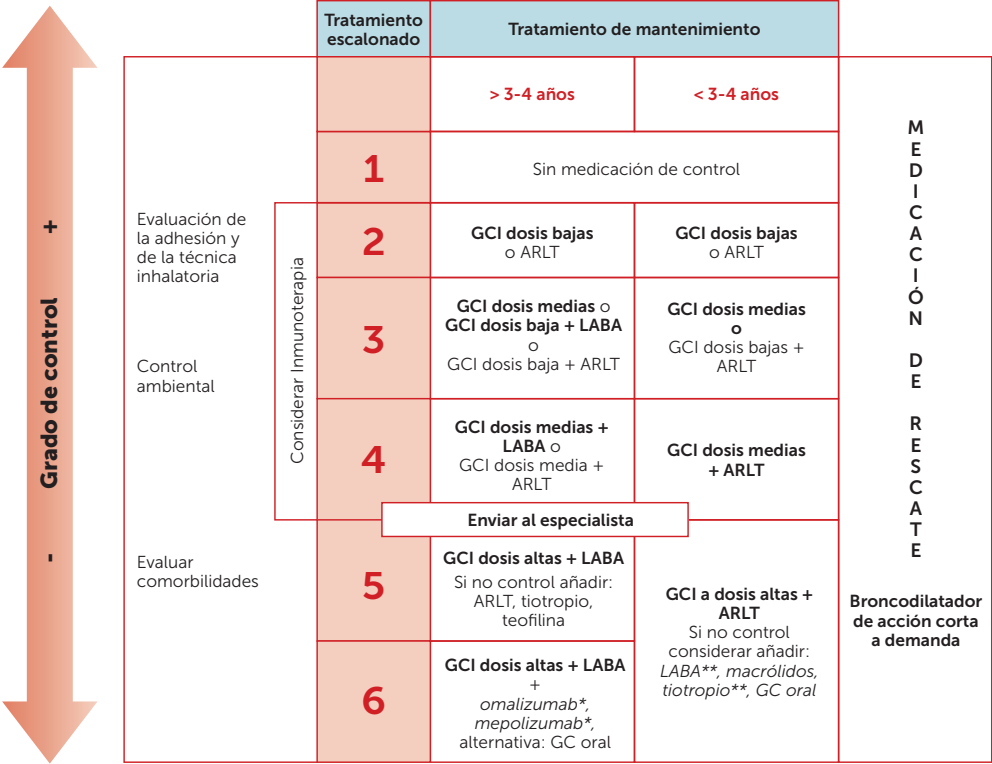 Tratamiento
escalonado
Tratamiento de mantenimiento
> 3-4 años
< 3-4 años
1
Sin medicación de control
2
GCI dosis bajas
o ARLT
GCI dosis bajas
o ARLT
3
GCI dosis medias o
GCI dosis baja + LABA
o
GCI dosis baja + ARLT
GCI dosis medias
o
GCI dosis bajas +
ARLT
4
GCI dosis medias +
LABA o
GCI dosis media +
ARLT
GCI dosis medias
+ ARLT
Enviar al especialista
5
GCI dosis altas + LABA
Si no control añadir:
ARLT, tiotropio,
teofilina
GCI a dosis altas +
ARLT
Si no control
considerar añadir:
LABA**, macrólidos,
tiotropio**, GC oral
6
GCI dosis altas + LABA
+
omalizumab*,
mepolizumab*,
alternativa: GC oral
- Grado de control +
Evaluación de
la adhesión y
de la técnica
inhalatoria
Control
ambiental
Evaluar
comorbilidades
Considerar Inmunoterapia
MEDICACIÓN DE RESCATE
Broncodilatador
de acción corta
a demanda